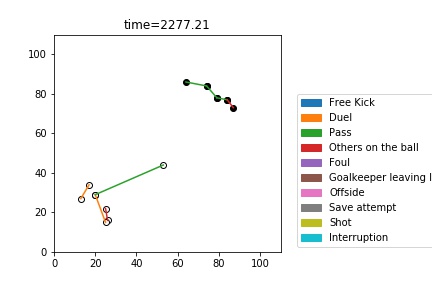 time=2277.21
100
80
60
40
20
0
0 20 40 60 80 100
Free Kick
Duel
Pass
Others on the ball
Foul
Goalkeeper leaving l
Offside
Save attempt
Shot
Interruption